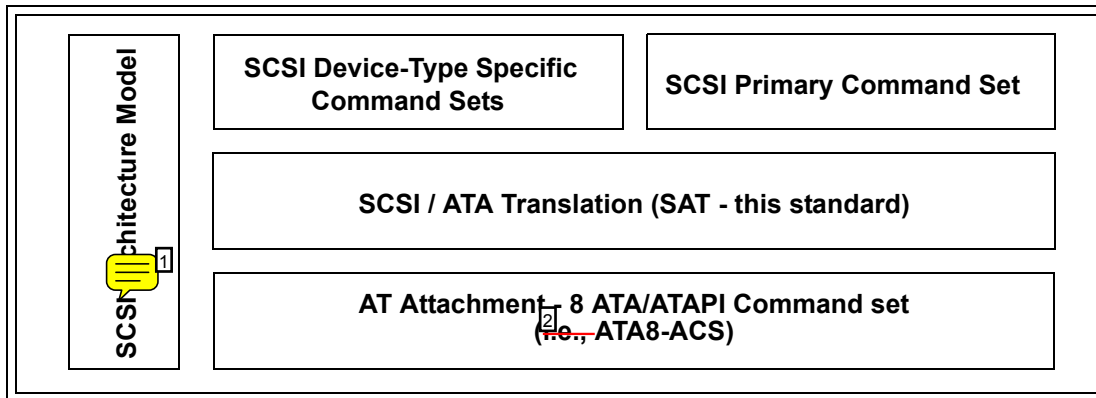 SCSI chitecture Model
SCSI Device-Type Specific
Command Sets
SCSI Primary Command Set
SCSI / ATA Translation (SAT - this standard)
1
AT Attachment - 8 ATA/ATAPI Command set
2
(i.e., ATA8-ACS)